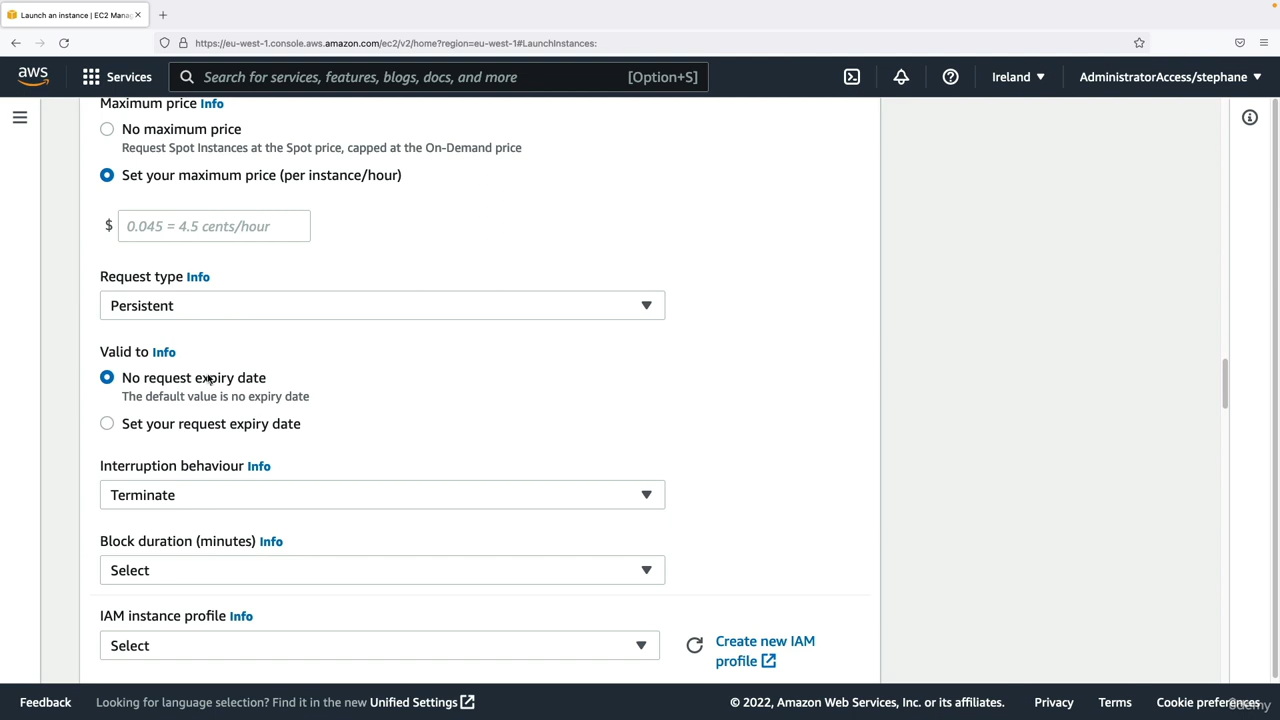 Launch an instance | EC2 Mana
https://eu-west-1.console.aws.amazon.com/ec2/v2/home?region=eu-west-1#LaunchInstances:
aws Services Search for services, features, blogs, docs, and more [Option+S] Ireland AdministratorAccess/stephane
Maximum price Info
No maximum price
Request Spot Instances at the Spot price, capped at the On-Demand price
Set your maximum price (per instance/hour)
$ 0.045 = 4.5 cents/hour
Request type Info
Persistent
Valid to Info
No request expiry date
The default value is no expiry date
Set your request expiry date
Interruption behaviour Info
Terminate
Block duration (minutes) Info
Select
IAM instance profile Info
Select
Create new IAM
profile
Feedback Looking for language selection? Find it in the new Unified Settings © 2022, Amazon Web Services, Inc. or its affiliates. Privacy Terms Cookie preferences
udemy